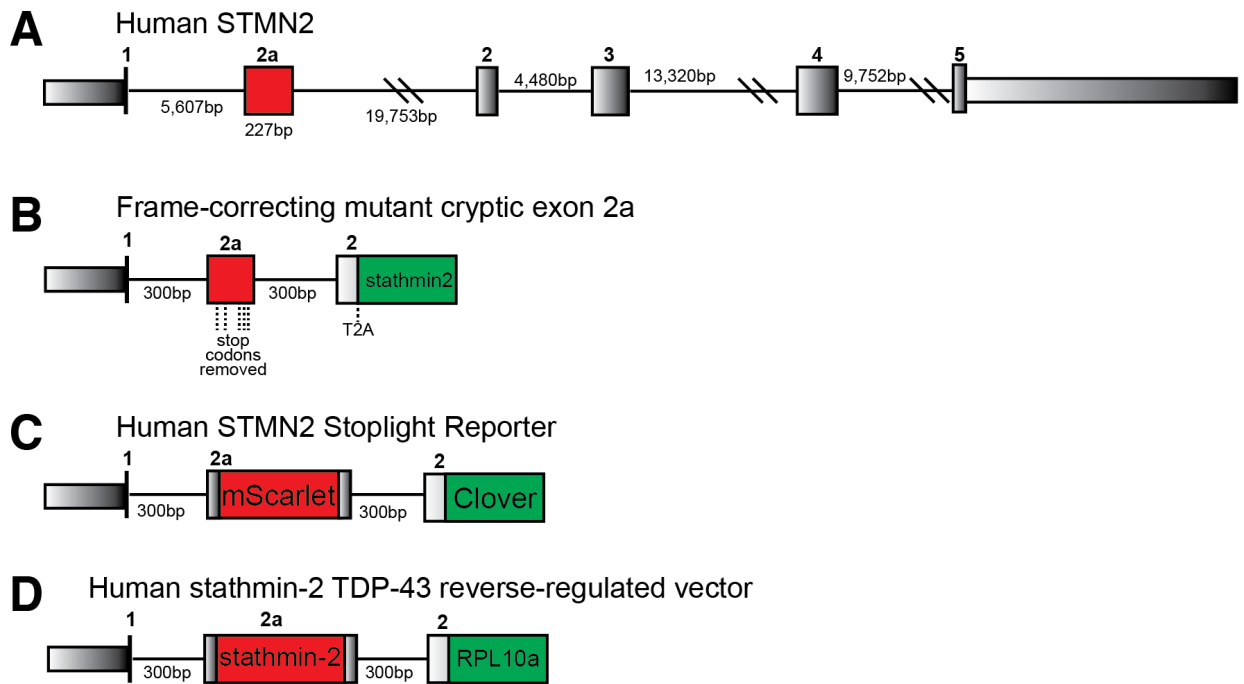 A
Human STMN2
1
2a
2
3
4
5
5,607bp
227bp
19,753bp
4,480bp
13,320bp
9,752bp
B
Frame-correcting mutant cryptic exon 2a
1
2a
2
300bp
300bp
stathmin2
stop
codons
removed
T2A
C
Human STMN2 Stoplight Reporter
1
2a
2
300bp
mScarlet
300bp
Clover
D
Human stathmin-2 TDP-43 reverse-regulated vector
1
2a
2
300bp
stathmin-2
300bp
RPL10a